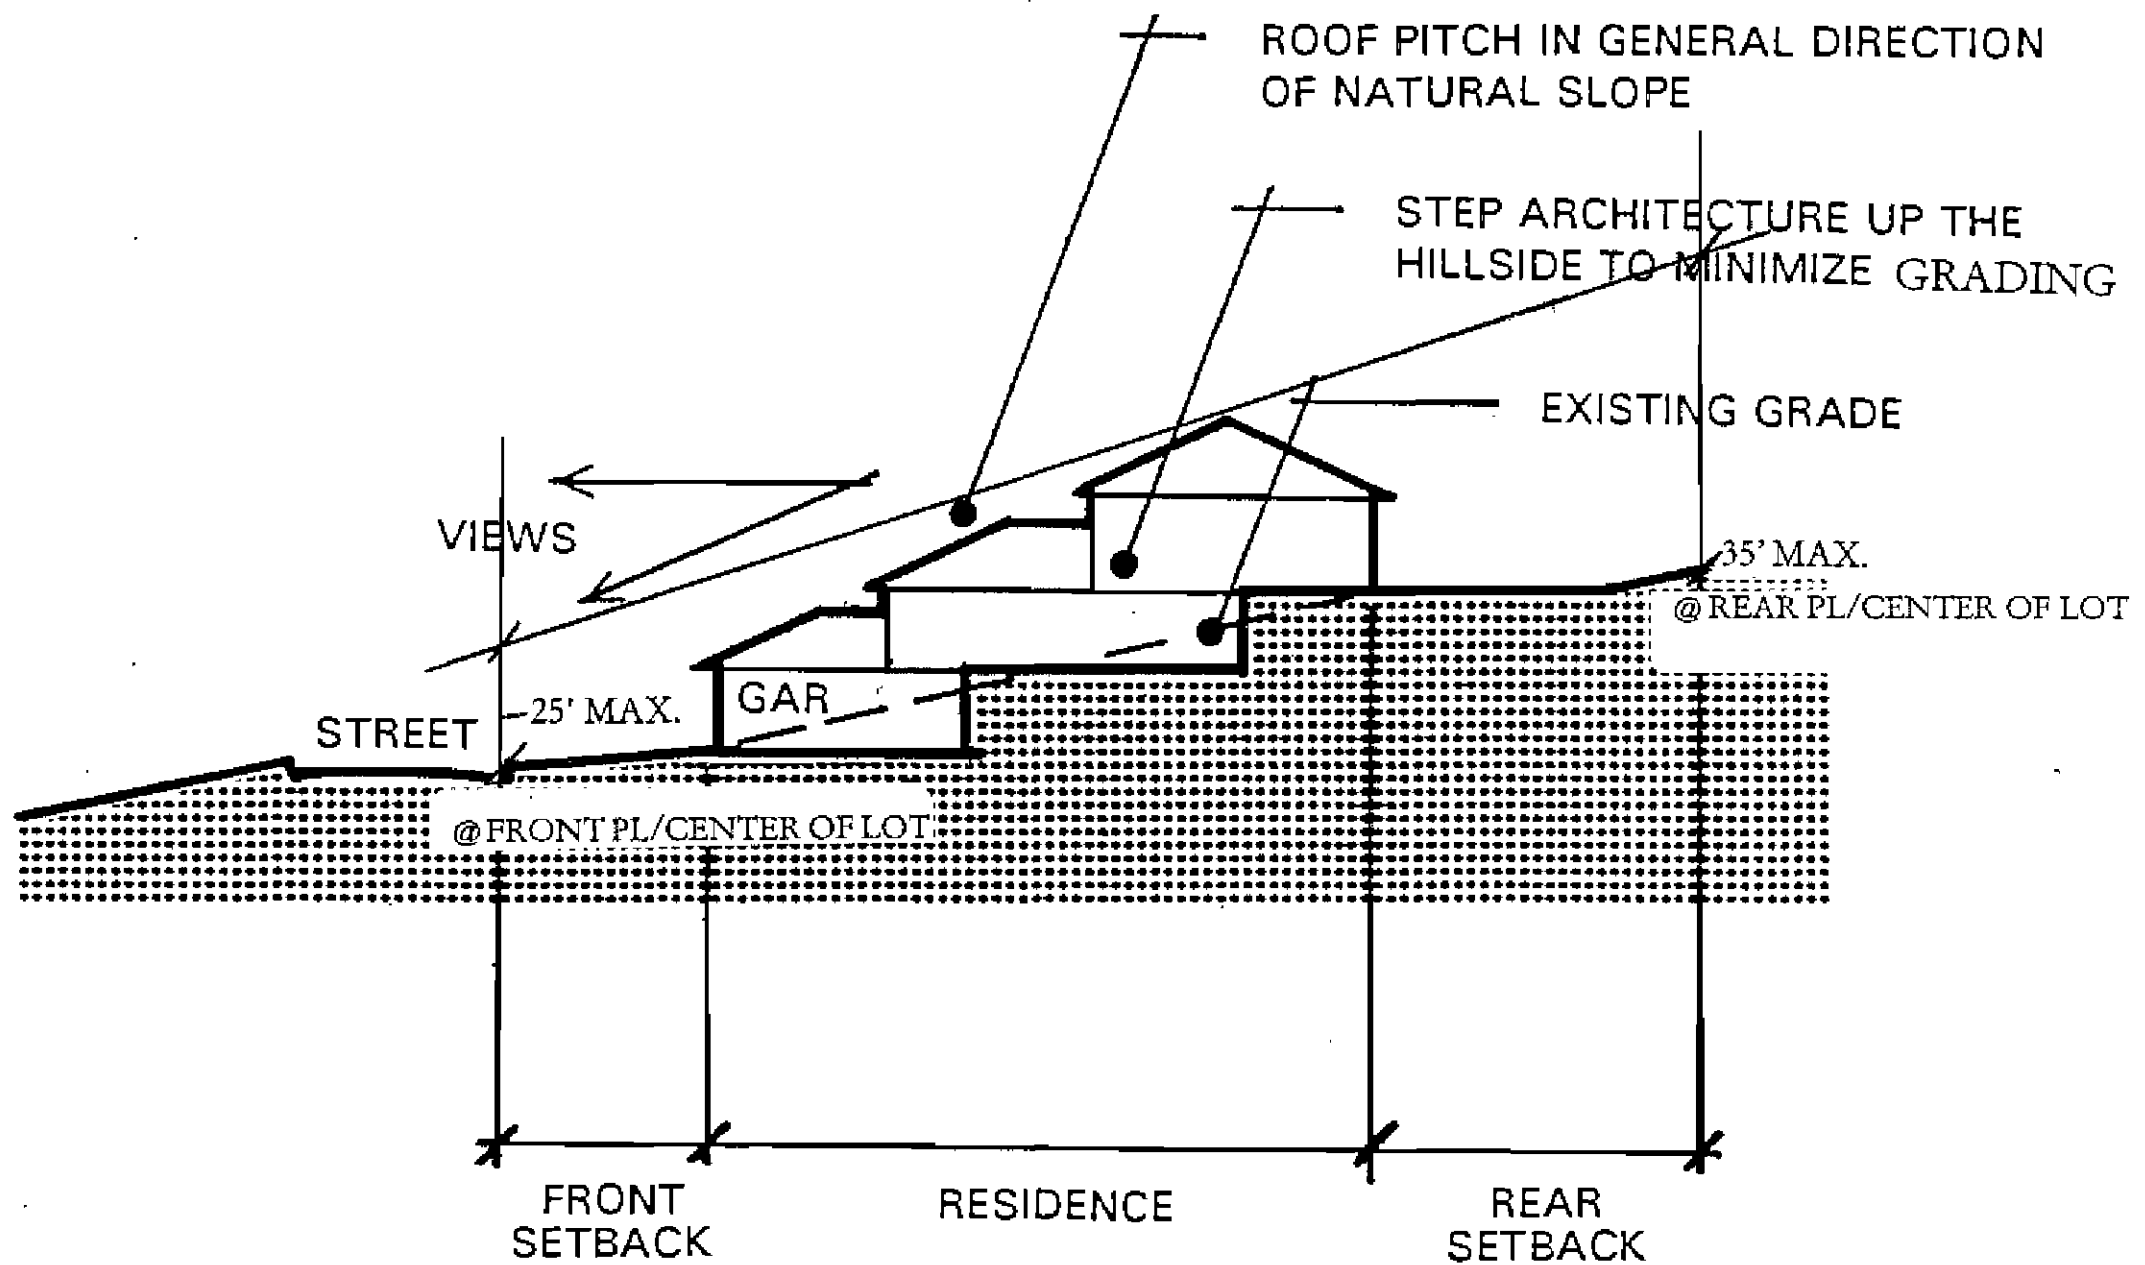 ROOF PITCH IN GENERAL DIRECTION
OF NATURAL SLOPE
STEP ARCHITECTURE UP THE
HILLSIDE TO MINIMIZE GRADING
EXISTING GRADE
VIEWS
35' MAX.
@ REAR PL/CENTER OF LOT
GAR
25' MAX.
STREET
@ FRONT PL/CENTER OF LOT
FRONT
SETBACK
RESIDENCE
REAR
SETBACK